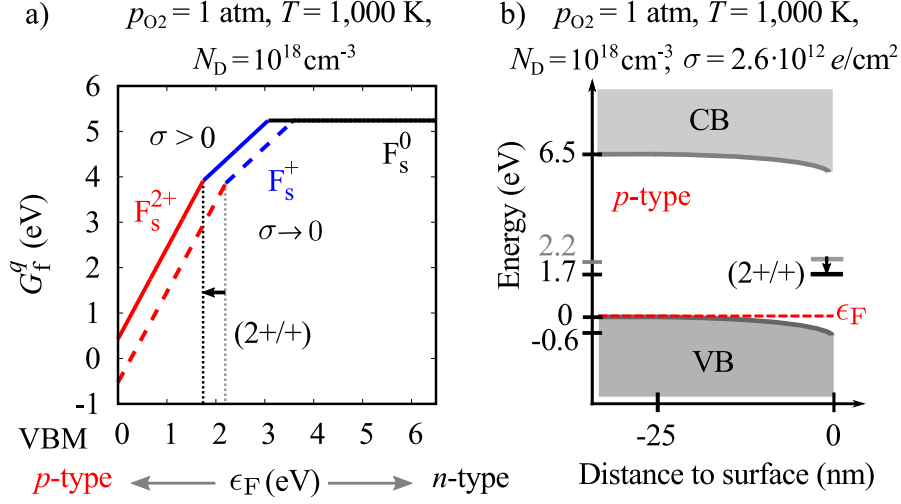 a)
p_O2 = 1 atm, T = 1,000 K,
N_D = 10^18 cm^-3
G_f^q (eV)
6
5
4
3
2
1
0
-1
σ > 0
F_s^0
F_s^2+
F_s^+
σ → 0
(2+/+)
VBM 0 1 2 3 4 5 6
p-type ϵ_F (eV) n-type
b)
p_O2 = 1 atm, T = 1,000 K,
N_D = 10^18 cm^-3; σ = 2.6·10^12 e/cm^2
Energy (eV)
CB
6.5
p-type
2.2
1.7
(2+/+)
0
ϵ_F
-0.6
VB
-25 0
Distance to surface (nm)